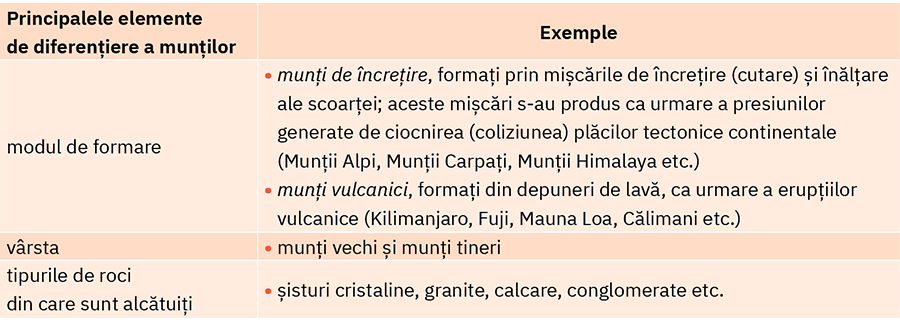 Principalele elemente
de diferențiere a munților
Exemple
modul de formare
• munți de încrețire, formați prin mișcările de încrețire (cutare) și înălțare
ale scoarței; aceste mișcări s-au produs ca urmare a presiunilor
generate de ciocnirea (coliziunea) plăcilor tectonice continentale
(Munții Alpi, Munții Carpați, Munții Himalaya etc.)
• munți vulcanici, formați din depuneri de lavă, ca urmare a erupțiilor
vulcanice (Kilimanjaro, Fuji, Mauna Loa, Călimani etc.)
vârsta
• munți vechi și munți tineri
tipurile de roci
din care sunt alcătuiți
• șisturi cristaline, granite, calcare, conglomerate etc.